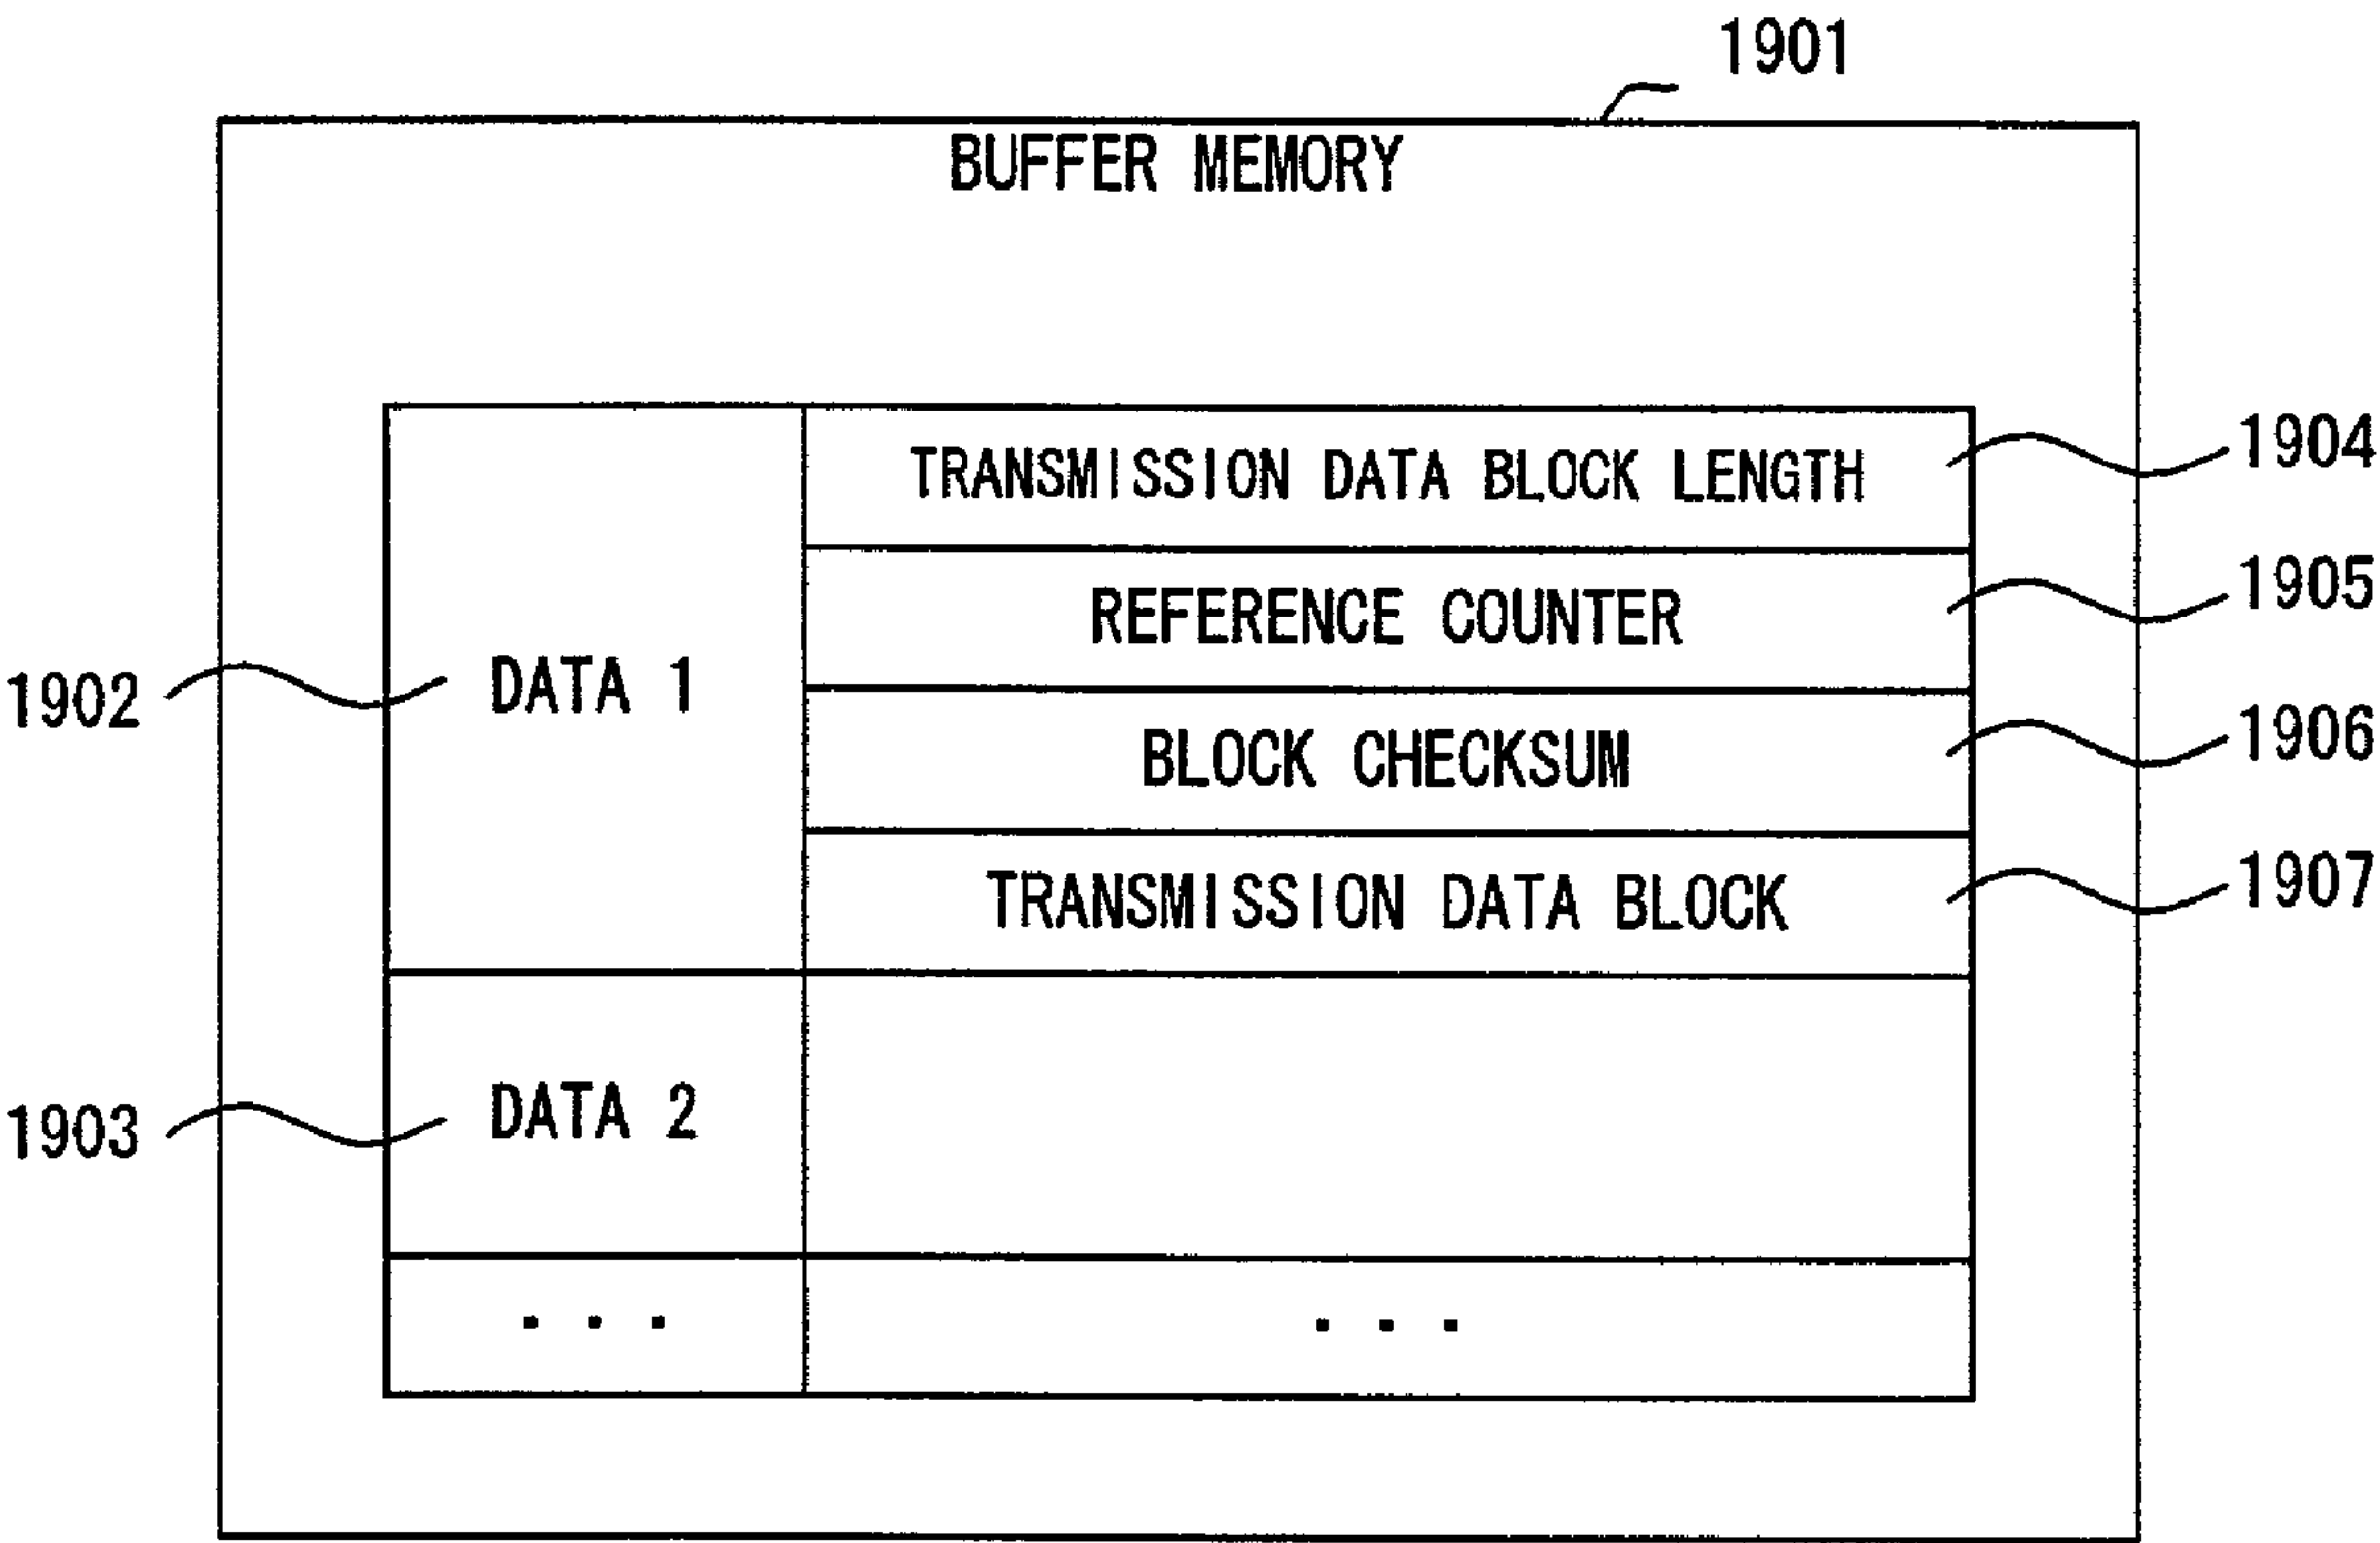 1901
BUFFER MEMORY
TRANSMISSION DATA BLOCK LENGTH
1904
REFERENCE COUNTER
1905
1902
DATA 1
BLOCK CHECKSUM
1906
TRANSMISSION DATA BLOCK
1907
1903
DATA 2
. . .
. . .